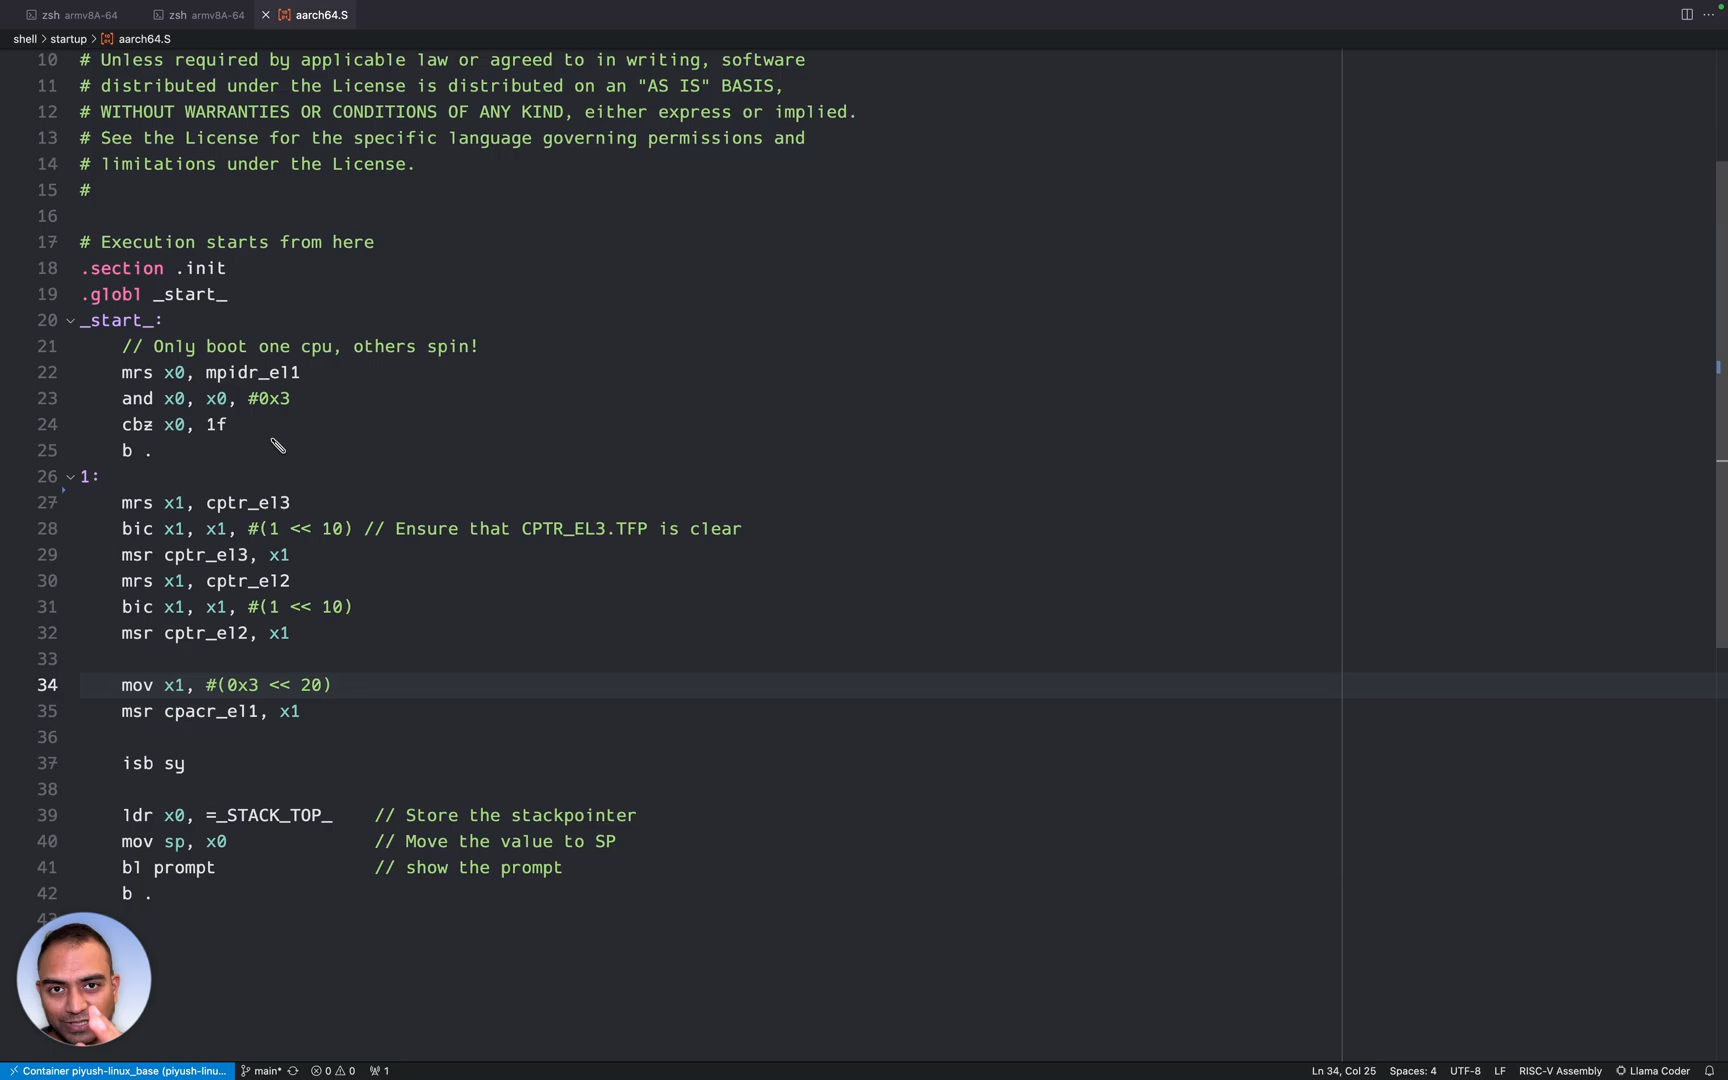 zsh armv8A-64 zsh armv8A-64 aarch64.S
shell > startup > aarch64.S
10 # Unless required by applicable law or agreed to in writing, software
11 # distributed under the License is distributed on an "AS IS" BASIS,
12 # WITHOUT WARRANTIES OR CONDITIONS OF ANY KIND, either express or implied.
13 # See the License for the specific language governing permissions and
14 # limitations under the License.
15 #
16
17 # Execution starts from here
18 .section .init
19 .globl _start_
20 _start_:
21 // Only boot one cpu, others spin!
22 mrs x0, mpidr_el1
23 and x0, x0, #0x3
24 cbz x0, 1f
25 b .
26 1:
27 mrs x1, cptr_el3
28 bic x1, x1, #(1 << 10) // Ensure that CPTR_EL3.TFP is clear
29 msr cptr_el3, x1
30 mrs x1, cptr_el2
31 bic x1, x1, #(1 << 10)
32 msr cptr_el2, x1
33
34 mov x1, #(0x3 << 20)
35 msr cpacr_el1, x1
36
37 isb sy
38
39 ldr x0, =_STACK_TOP_ // Store the stackpointer
40 mov sp, x0 // Move the value to SP
41 bl prompt // show the prompt
42 b .
43
Container piyush-linux_base (piyush-linu... main* 0 0 1 Ln 34, Col 25 Spaces: 4 UTF-8 LF RISC-V Assembly Llama Coder